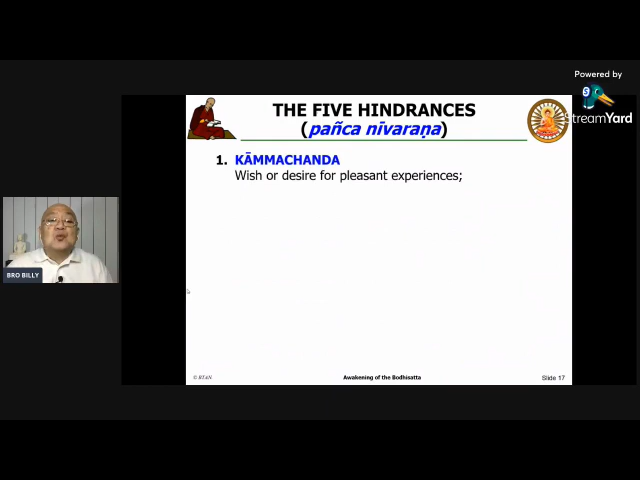 Powered by
S
StreamYard
THE FIVE HINDRANCES
(pañca nīvaraṇa)
1. KĀMMACHANDA
Wish or desire for pleasant experiences;
BRO BILLY
© BTAN
Awakening of the Bodhisatta
Slide 17